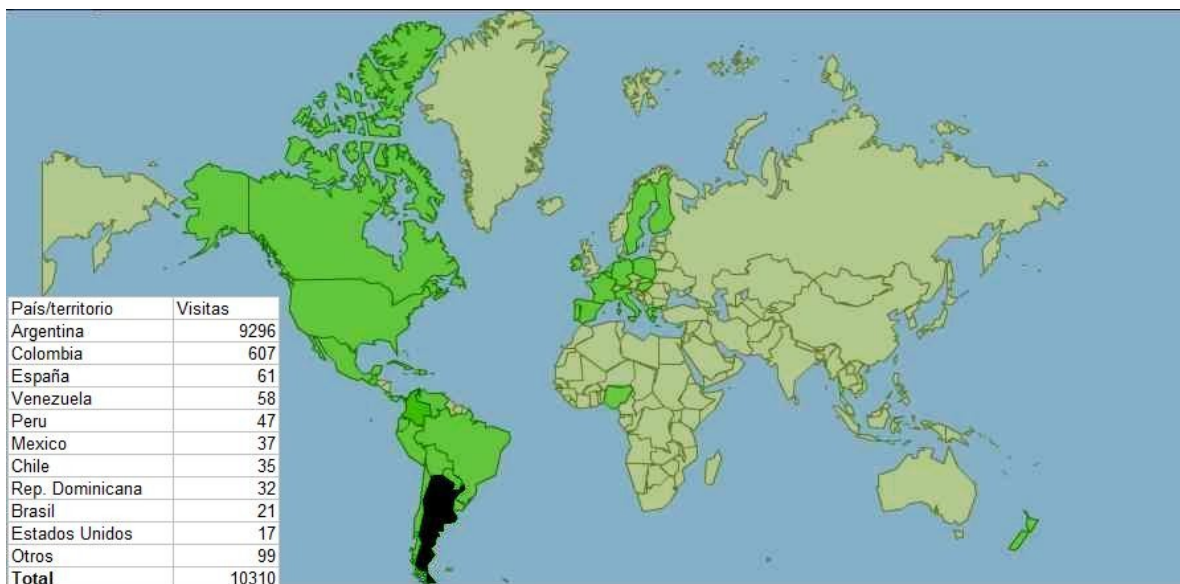 País/territorio Visitas
Argentina 9296
Colombia 607
España 61
Venezuela 58
Peru 47
Mexico 37
Chile 35
Rep. Dominicana 32
Brasil 21
Estados Unidos 17
Otros 99
Total 10310